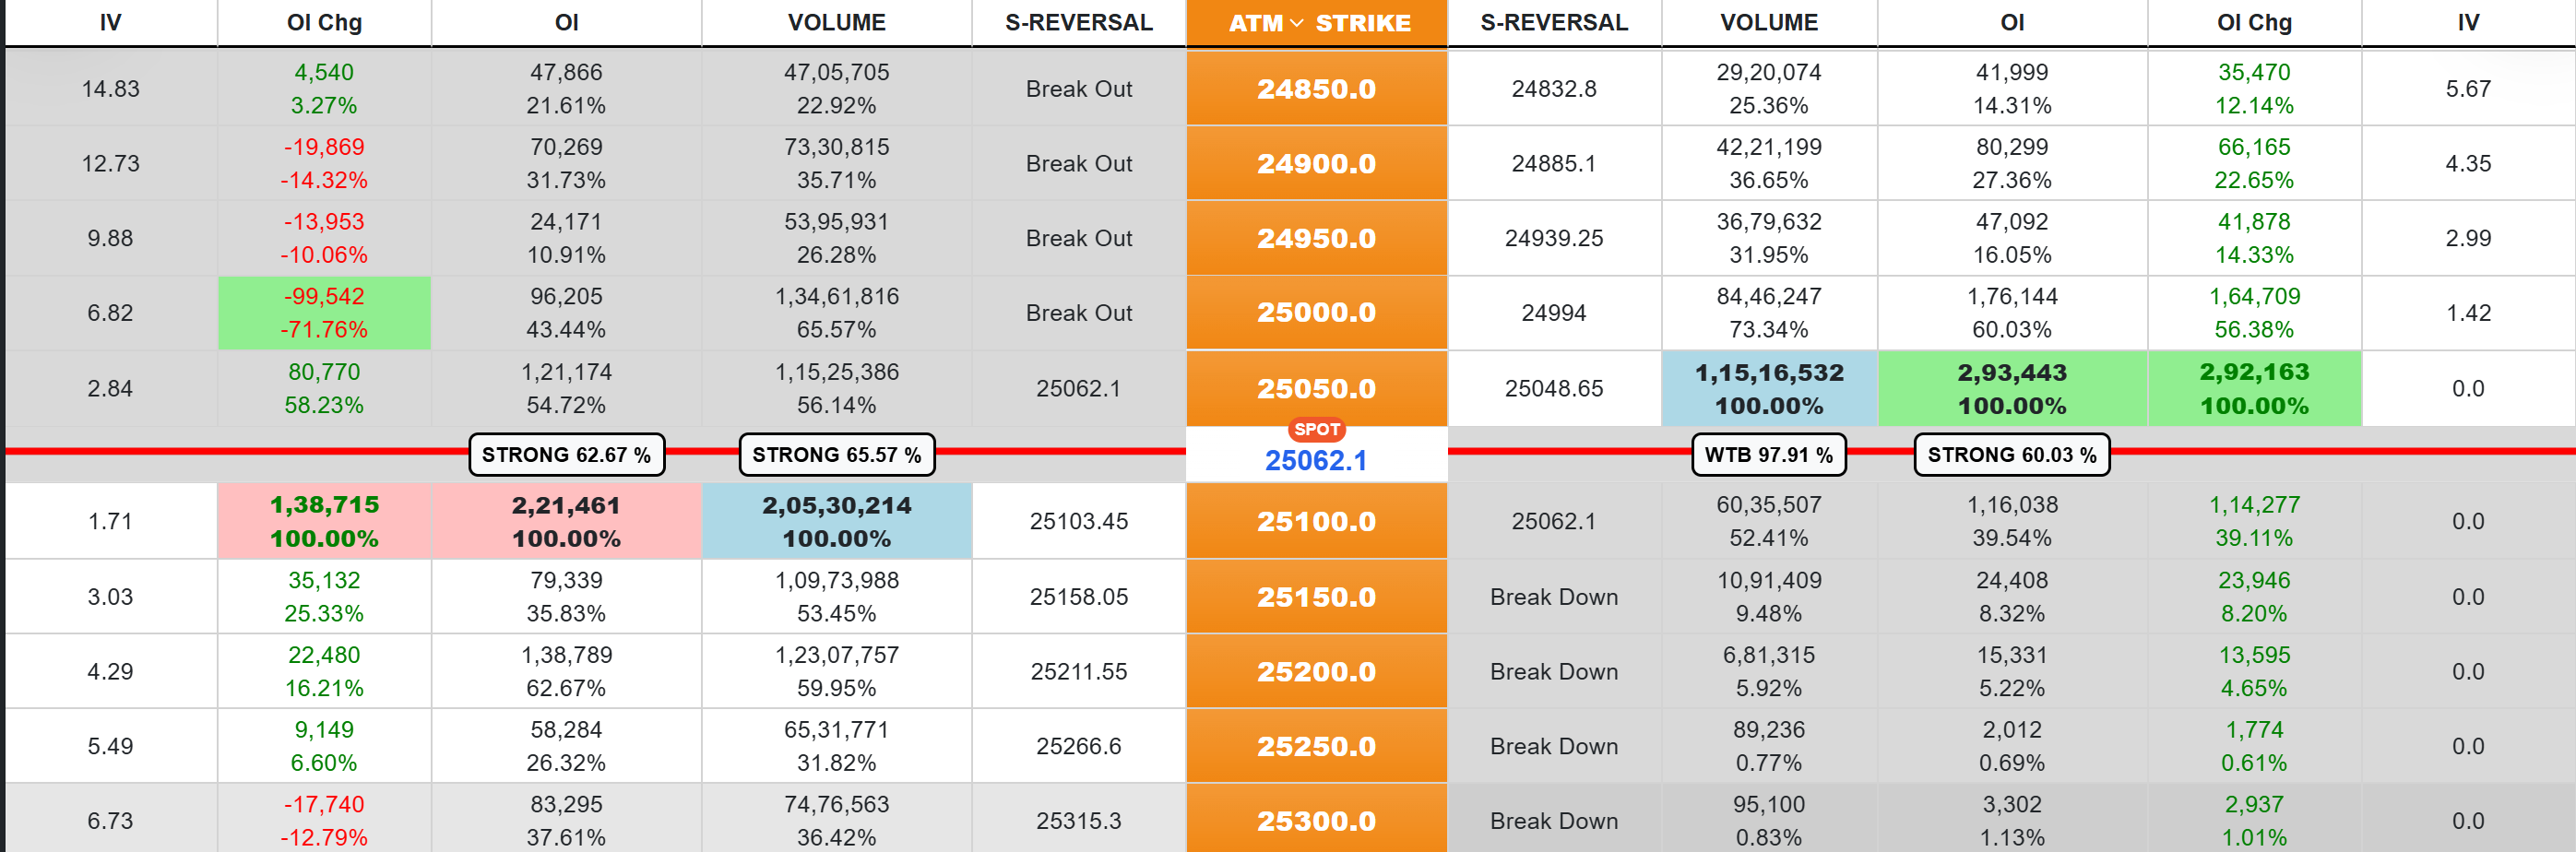 IV OI Chg OI VOLUME S-REVERSAL ATM STRIKE S-REVERSAL VOLUME OI OI Chg IV
14.83 4,540 47,866 47,05,705 Break Out 24850.0 24832.8 29,20,074 41,999 35,470 5.67
3.27% 21.61% 22.92% 25.36% 14.31% 12.14%
12.73 -19,869 70,269 73,30,815 Break Out 24900.0 24885.1 42,21,199 80,299 66,165 4.35
-14.32% 31.73% 35.71% 36.65% 27.36% 22.65%
9.88 -13,953 24,171 53,95,931 Break Out 24950.0 24939.25 36,79,632 47,092 41,878 2.99
-10.06% 10.91% 26.28% 31.95% 16.05% 14.33%
6.82 -99,542 96,205 1,34,61,816 Break Out 25000.0 24994 84,46,247 1,76,144 1,64,709 1.42
-71.76% 43.44% 65.57% 73.34% 60.03% 56.38%
2.84 80,770 1,21,174 1,15,25,386 25062.1 25050.0 25048.65 1,15,16,532 2,93,443 2,92,163 0.0
58.23% 54.72% 56.14% 100.00% 100.00% 100.00%
SPOT
STRONG 62.67 % STRONG 65.57 % 25062.1 WTB 97.91 % STRONG 60.03 %
1.71 1,38,715 2,21,461 2,05,30,214 25103.45 25100.0 25062.1 60,35,507 1,16,038 1,14,277 0.0
100.00% 100.00% 100.00% 52.41% 39.54% 39.11%
3.03 35,132 79,339 1,09,73,988 25158.05 25150.0 Break Down 10,91,409 24,408 23,946 0.0
25.33% 35.83% 53.45% 9.48% 8.32% 8.20%
4.29 22,480 1,38,789 1,23,07,757 25211.55 25200.0 Break Down 6,81,315 15,331 13,595 0.0
16.21% 62.67% 59.95% 5.92% 5.22% 4.65%
5.49 9,149 58,284 65,31,771 25266.6 25250.0 Break Down 89,236 2,012 1,774 0.0
6.60% 26.32% 31.82% 0.77% 0.69% 0.61%
6.73 -17,740 83,295 74,76,563 25315.3 25300.0 Break Down 95,100 3,302 2,937 0.0
-12.79% 37.61% 36.42% 0.83% 1.13% 1.01%